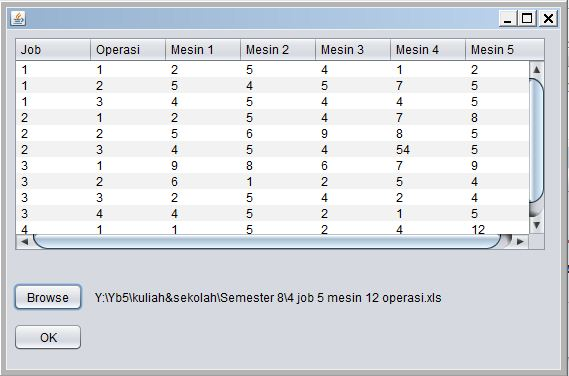 Job Operasi Mesin 1 Mesin 2 Mesin 3 Mesin 4 Mesin 5
1 1 2 5 4 1 2
1 2 5 4 5 7 5
1 3 4 5 4 4 5
2 1 2 5 4 7 8
2 2 5 6 9 8 5
2 3 4 5 4 54 5
3 1 9 8 6 7 9
3 2 6 1 2 5 4
3 3 2 5 4 2 4
3 4 4 5 2 1 5
4 1 1 5 2 4 12
Browse Y:\Yb5\kuliah&sekolah\Semester 8\4 job 5 mesin 12 operasi.xls
OK